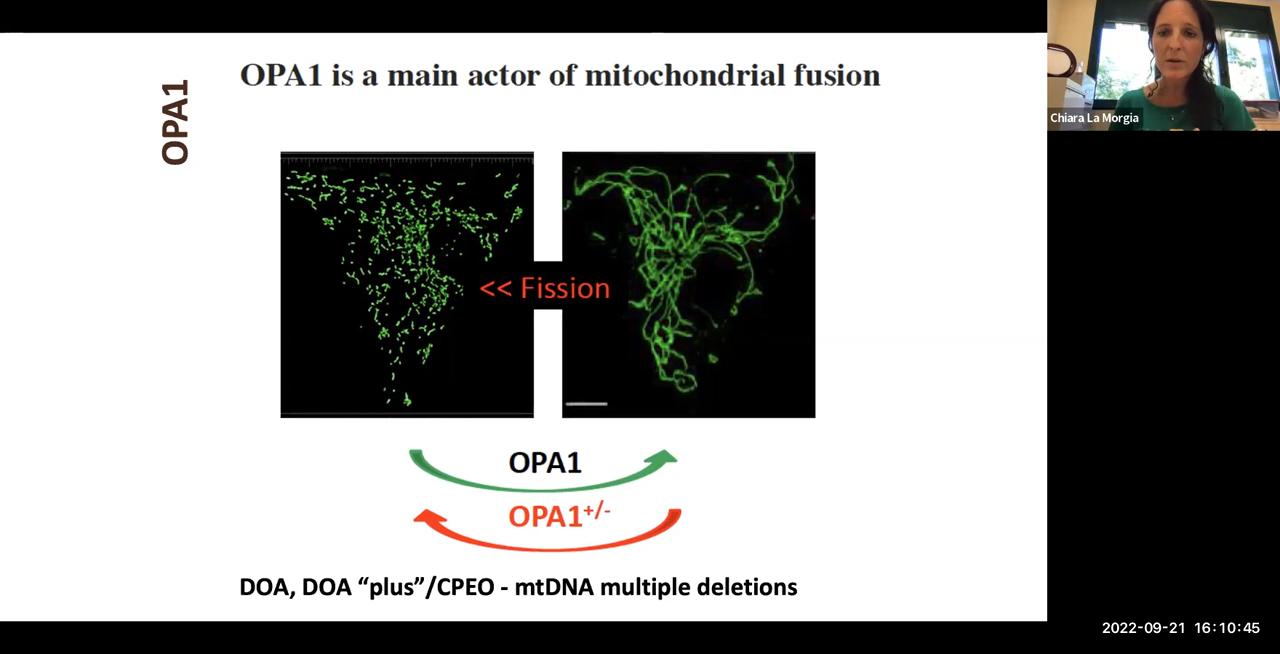 OPA1 is a main actor of mitochondrial fusion
OPA1
<< Fission
OPA1
OPA1+/-
DOA, DOA “plus”/CPEO - mtDNA multiple deletions
Chiara La Morgia
2022-09-21 16:10:45